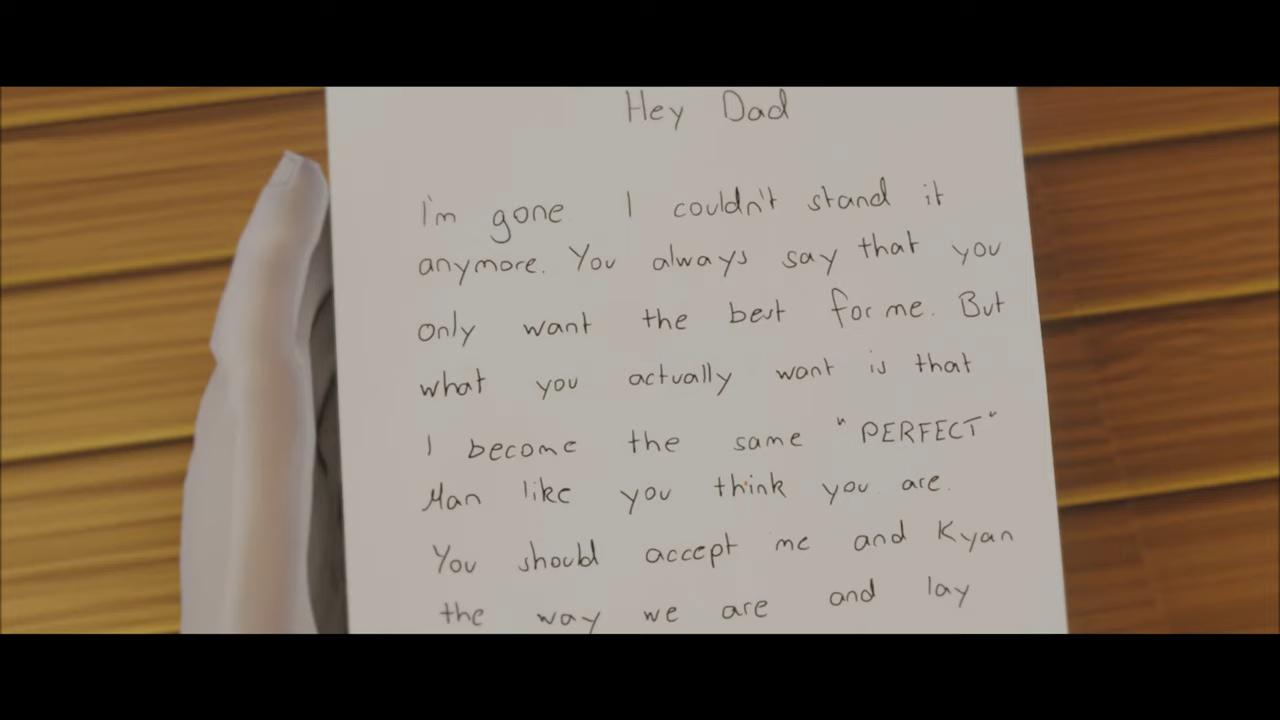 Hey Dad
I'm gone. I couldn't stand it
anymore. You always say that you
only want the best for me. But
what you actually want is that
I become the same "PERFECT"
Man like you think you are.
You should accept me and Kyan
the way we are and lay